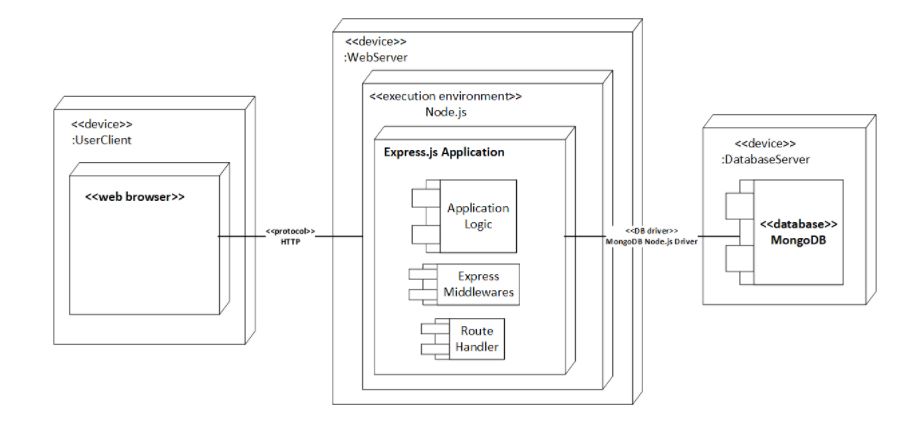 <<device>>
:UserClient
<<web browser>>
<<protocol>>
HTTP
<<device>>
:WebServer
<<execution environment>>
Node.js
Express.js Application
Application
Logic
Express
Middlewares
Route
Handler
<<DB driver>>
MongoDB Node.js Driver
<<device>>
:DatabaseServer
<<database>>
MongoDB